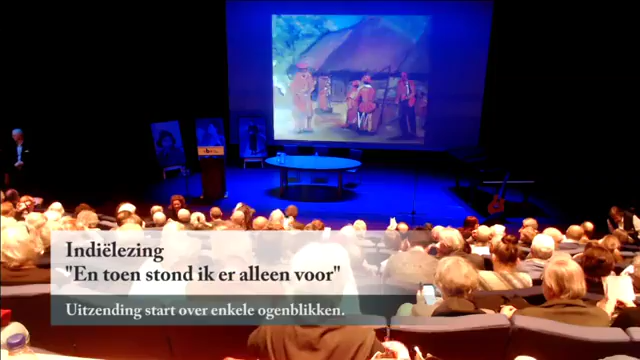 Indiëlezing
"En toen stond ik er alleen voor"
Uitzending start over enkele ogenblikken.